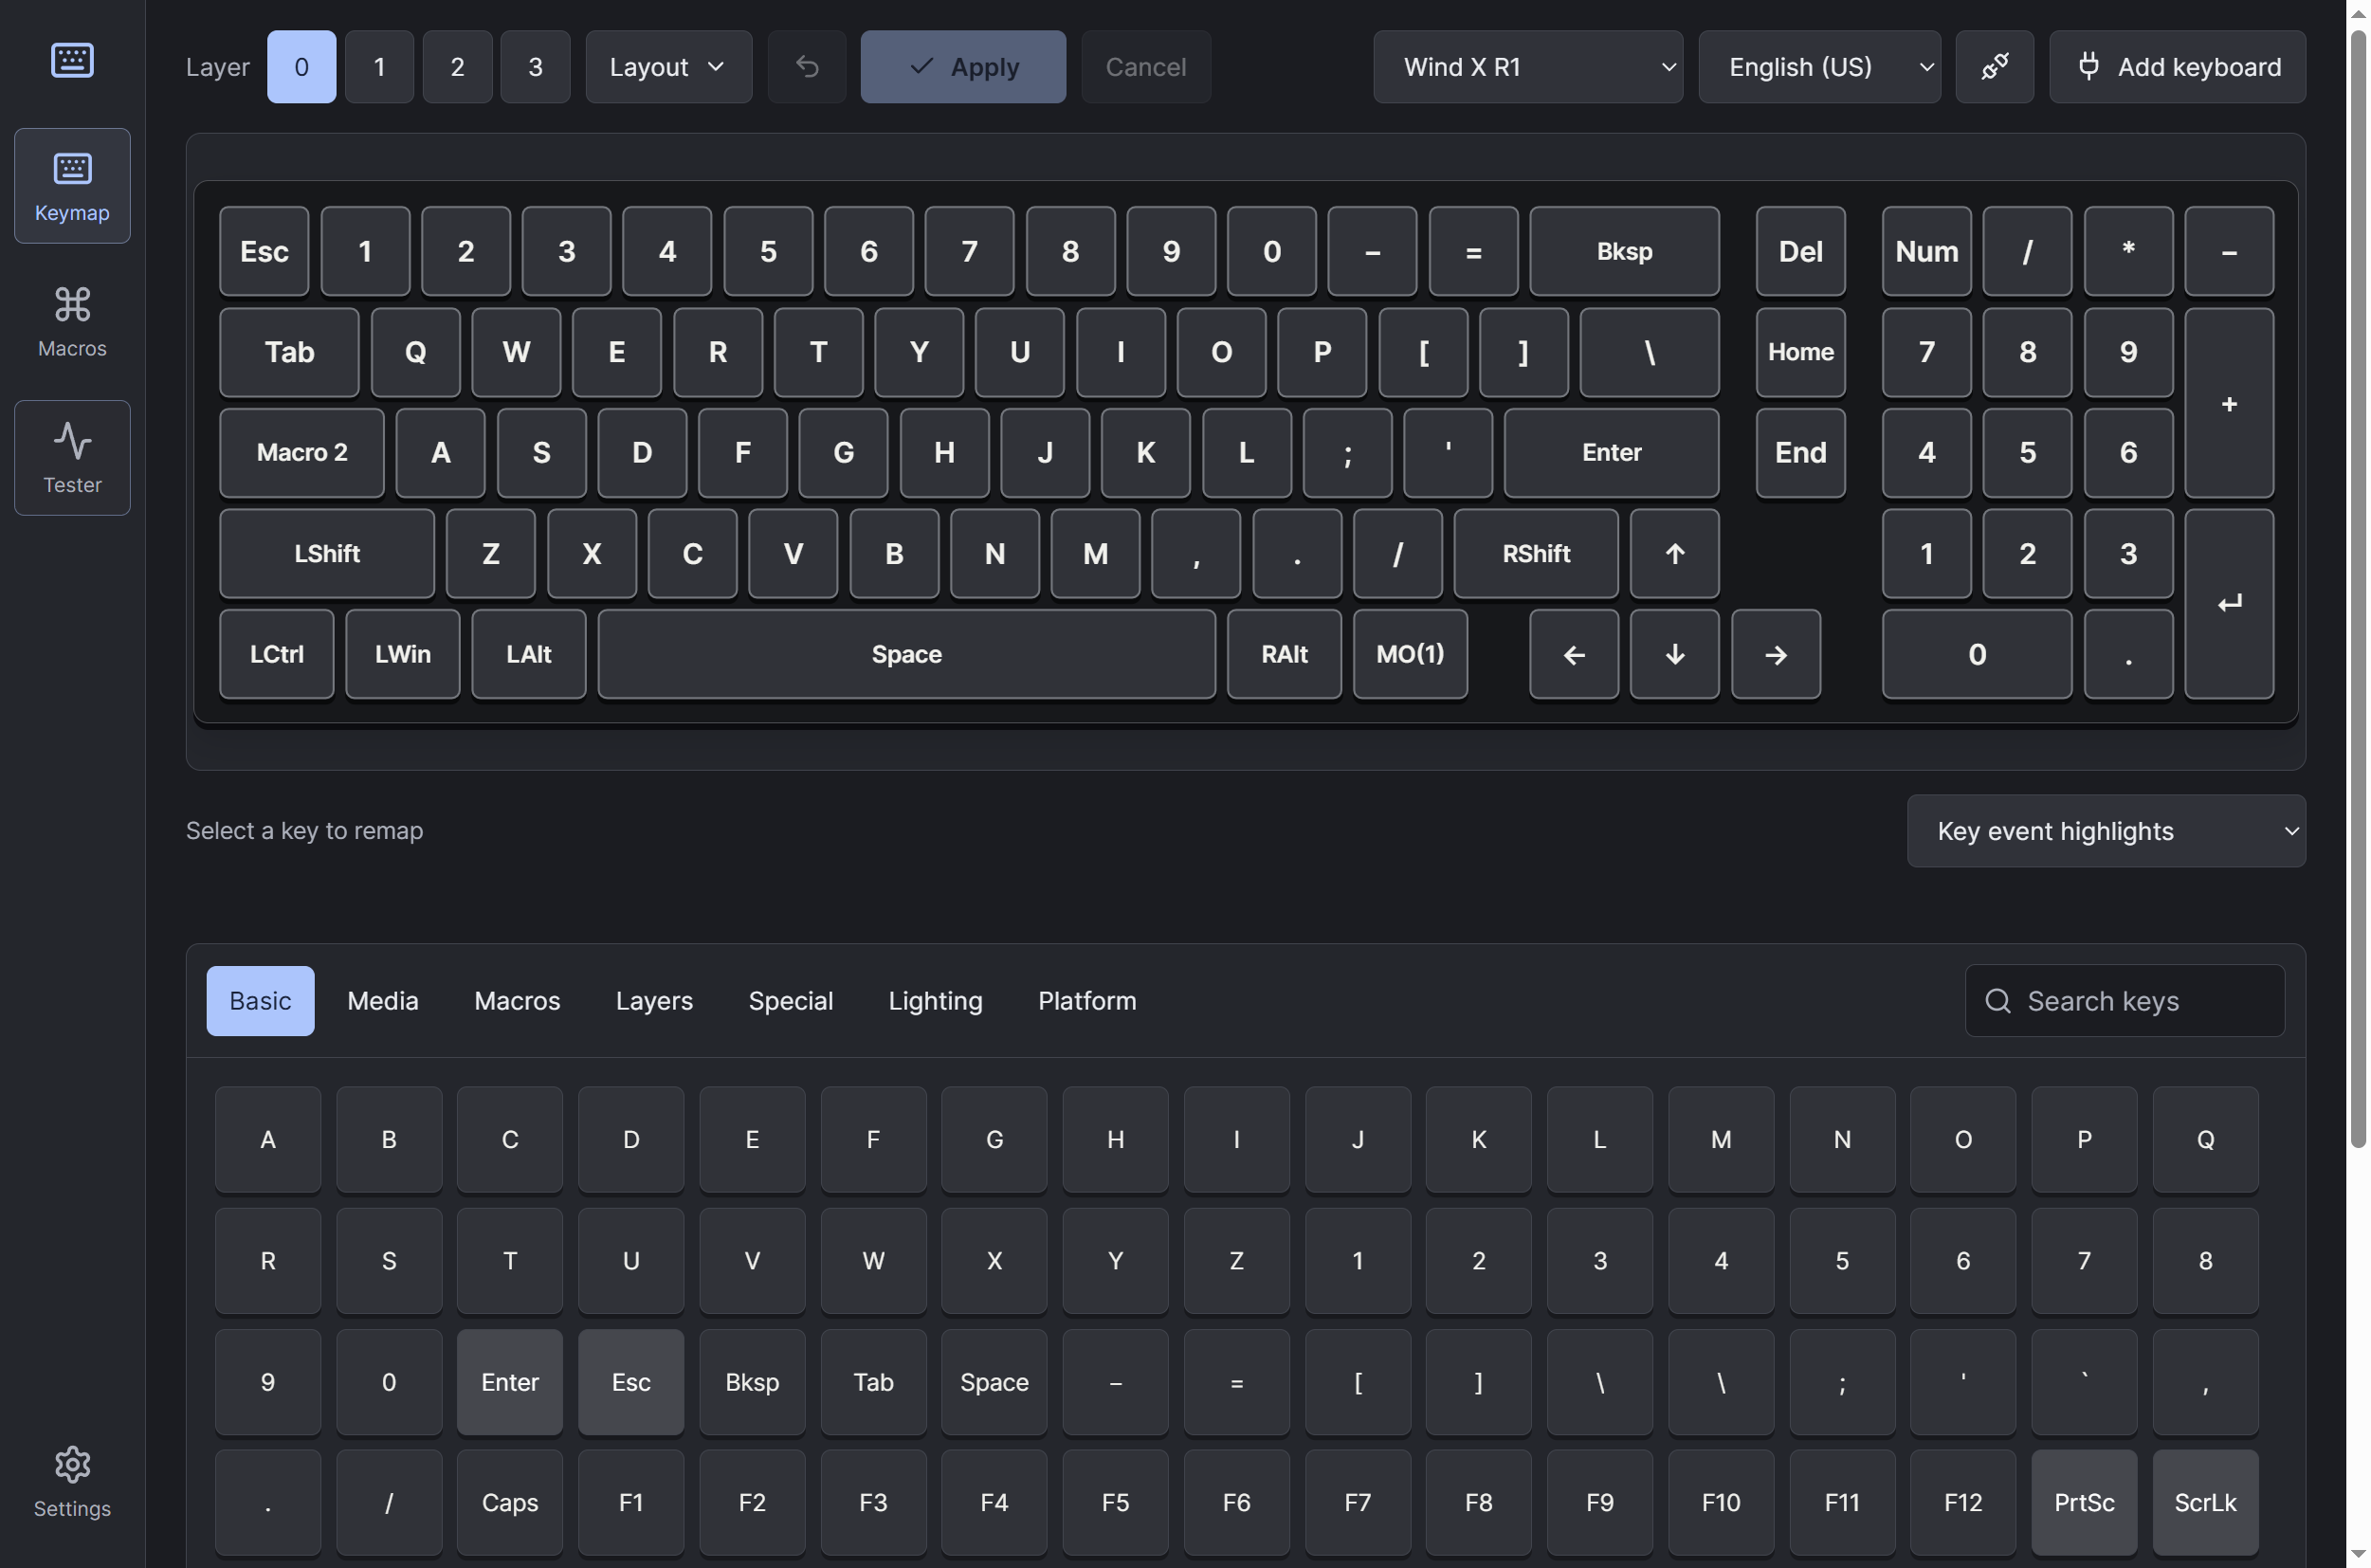 Layer 0 1 2 3 Layout Apply Cancel Wind X R1 English (US) Add keyboard
Keymap
Macros
Tester
Settings
Esc 1 2 3 4 5 6 7 8 9 0 – = Bksp Del Num / * –
Tab Q W E R T Y U I O P [ ] \ Home 7 8 9 +
Macro 2 A S D F G H J K L ; ' Enter End 4 5 6
LShift Z X C V B N M , . / RShift ↑ 1 2 3 ↵
LCtrl LWin LAlt Space RAlt MO(1) ← ↓ → 0 .
Select a key to remap Key event highlights
Basic Media Macros Layers Special Lighting Platform Search keys
A B C D E F G H I J K L M N O P Q
R S T U V W X Y Z 1 2 3 4 5 6 7 8
9 0 Enter Esc Bksp Tab Space – = [ ] \ \ ; ' ` ,
. / Caps F1 F2 F3 F4 F5 F6 F7 F8 F9 F10 F11 F12 PrtSc ScrLk